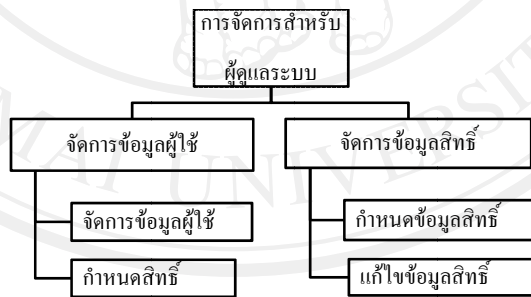 การจัดการสำหรับ
ผู้ดูแลระบบ
จัดการข้อมูลผู้ใช้
จัดการข้อมูลสิทธิ์
จัดการข้อมูลผู้ใช้
กำหนดสิทธิ์
กำหนดข้อมูลสิทธิ์
แก้ไขข้อมูลสิทธิ์
MAI UNIVERSIT